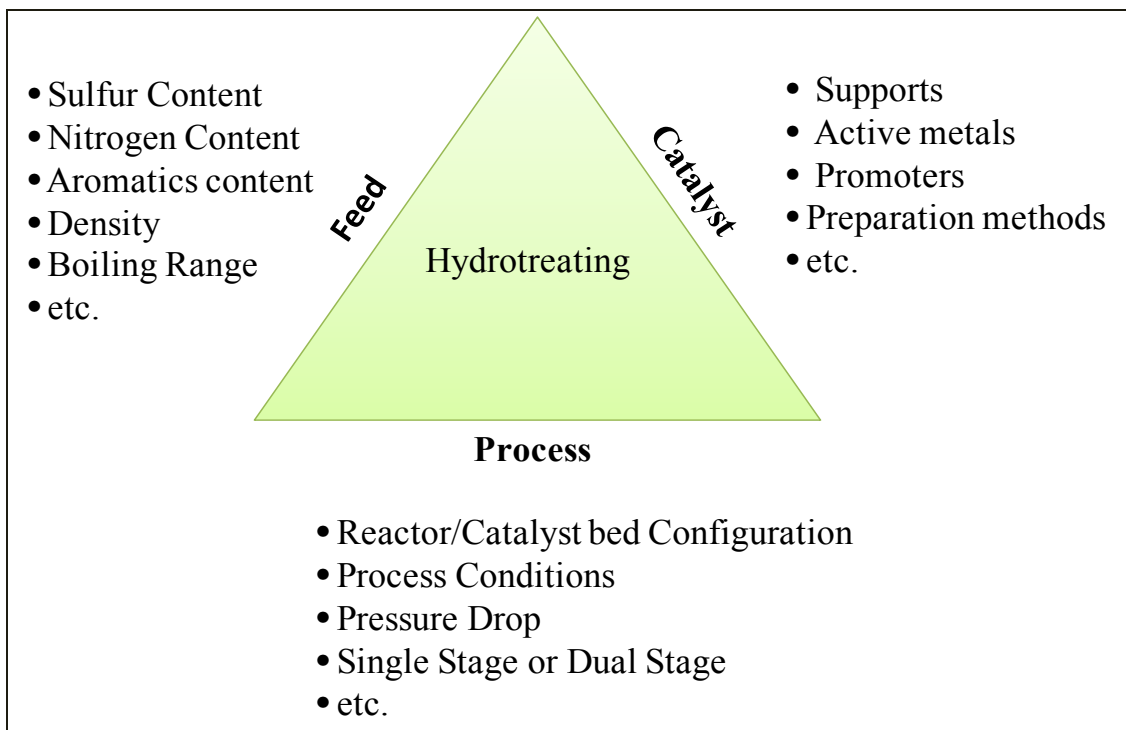 • Sulfur Content
• Nitrogen Content
• Aromatics content
• Density
• Boiling Range
• etc.
Feed
Hydrotreating
Catalyst
• Supports
• Active metals
• Promoters
• Preparation methods
• etc.
Process
• Reactor/Catalyst bed Configuration
• Process Conditions
• Pressure Drop
• Single Stage or Dual Stage
• etc.